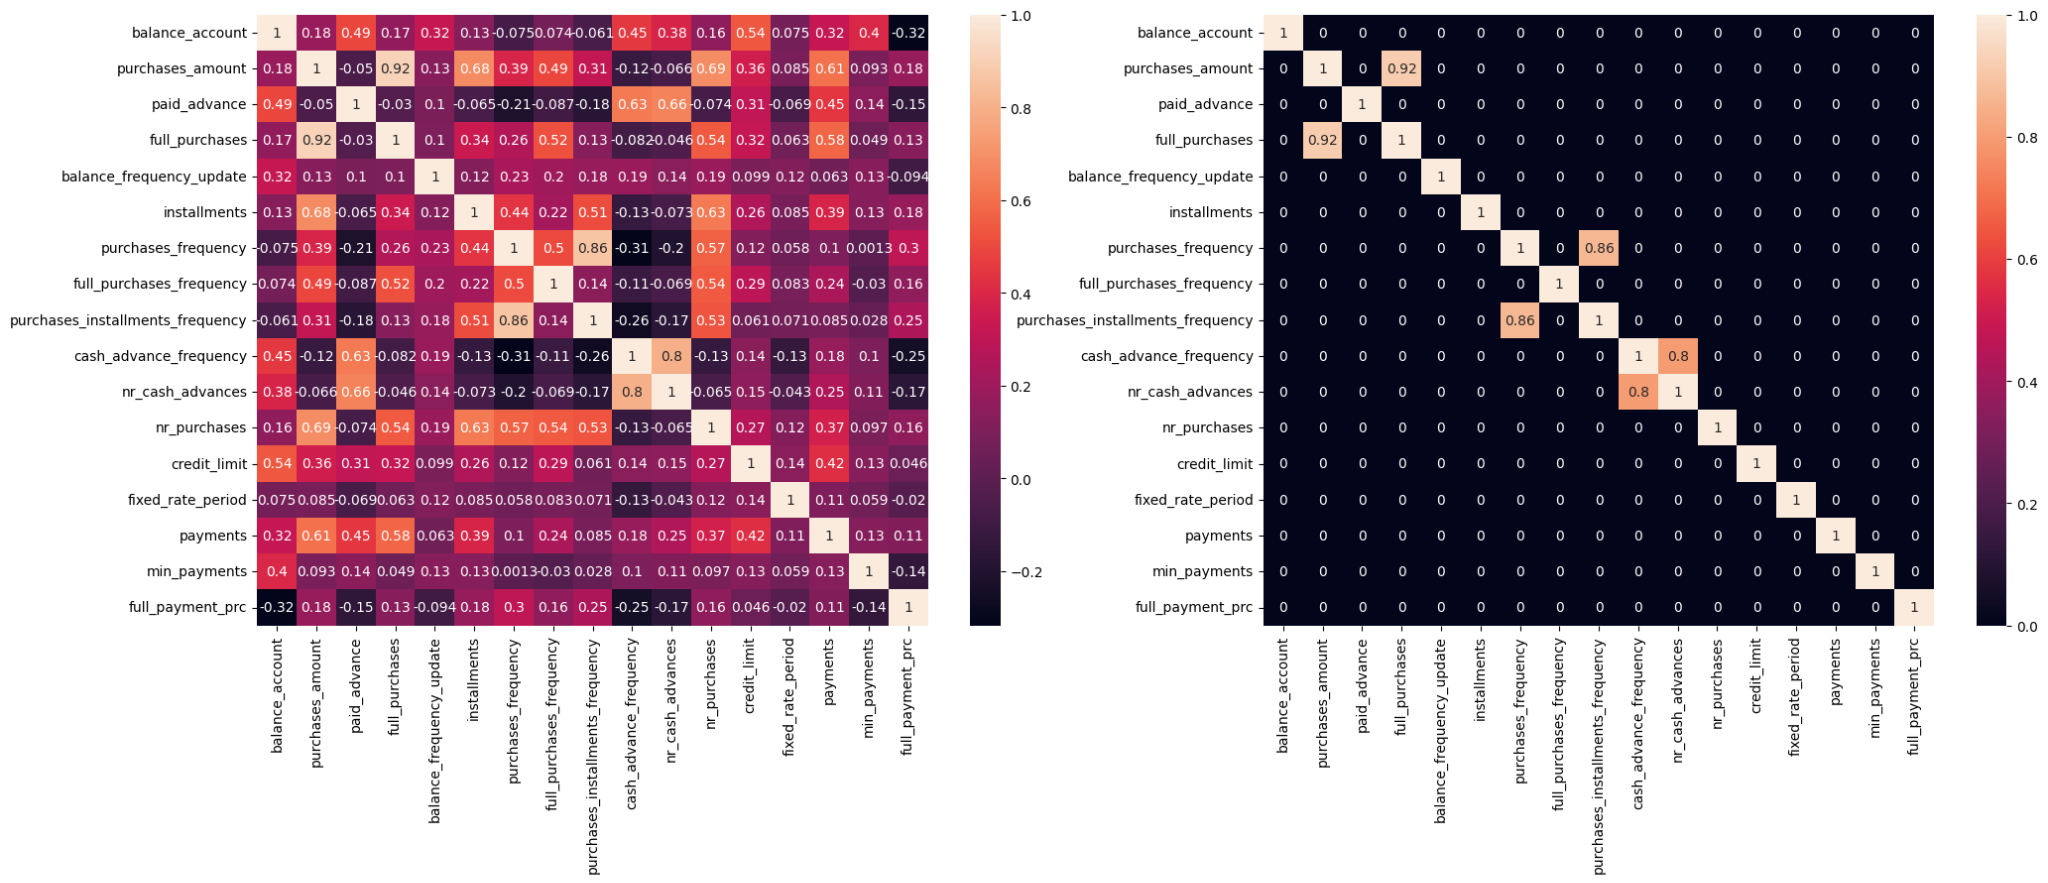 balance_account 1 0.18 0.49 0.17 0.32 0.13 -0.075 0.074 -0.061 0.45 0.38 0.16 0.54 0.075 0.32 0.4 -0.32
purchases_amount 0.18 1 -0.05 0.92 0.13 0.68 0.39 0.49 0.31 -0.12 -0.066 0.69 0.36 0.085 0.61 0.093 0.18
paid_advance 0.49 -0.05 1 -0.03 0.1 -0.065 -0.21 -0.087 -0.18 0.63 0.66 -0.074 0.31 -0.069 0.45 0.14 -0.15
full_purchases 0.17 0.92 -0.03 1 0.1 0.34 0.26 0.52 0.13 -0.082 -0.046 0.54 0.32 0.063 0.58 0.049 0.13
balance_frequency_update 0.32 0.13 0.1 0.1 1 0.12 0.23 0.2 0.18 0.19 0.14 0.19 0.099 0.12 0.063 0.13 -0.094
installments 0.13 0.68 -0.065 0.34 0.12 1 0.44 0.22 0.51 -0.13 -0.073 0.63 0.26 0.085 0.39 0.13 0.18
purchases_frequency -0.075 0.39 -0.21 0.26 0.23 0.44 1 0.5 0.86 -0.31 -0.2 0.57 0.12 0.058 0.1 0.0013 0.3
full_purchases_frequency 0.074 0.49 -0.087 0.52 0.2 0.22 0.5 1 0.14 -0.11 -0.069 0.54 0.29 0.083 0.24 -0.03 0.16
purchases_installments_frequency -0.061 0.31 -0.18 0.13 0.18 0.51 0.86 0.14 1 -0.26 -0.17 0.53 0.061 0.071 0.085 0.028 0.25
cash_advance_frequency 0.45 -0.12 0.63 -0.082 0.19 -0.13 -0.31 -0.11 -0.26 1 0.8 -0.13 0.14 -0.13 0.18 0.1 -0.25
nr_cash_advances 0.38 -0.066 0.66 -0.046 0.14 -0.073 -0.2 -0.069 -0.17 0.8 1 -0.065 0.15 -0.043 0.25 0.11 -0.17
nr_purchases 0.16 0.69 -0.074 0.54 0.19 0.63 0.57 0.54 0.53 -0.13 -0.065 1 0.27 0.12 0.37 0.097 0.16
credit_limit 0.54 0.36 0.31 0.32 0.099 0.26 0.12 0.29 0.061 0.14 0.15 0.27 1 0.14 0.42 0.13 0.046
fixed_rate_period 0.075 0.085 -0.069 0.063 0.12 0.085 0.058 0.083 0.071 -0.13 -0.043 0.12 0.14 1 0.11 0.059 -0.02
payments 0.32 0.61 0.45 0.58 0.063 0.39 0.1 0.24 0.085 0.18 0.25 0.37 0.42 0.11 1 0.13 0.11
min_payments 0.4 0.093 0.14 0.049 0.13 0.13 0.0013 -0.03 0.028 0.1 0.11 0.097 0.13 0.059 0.13 1 -0.14
full_payment_prc -0.32 0.18 -0.15 0.13 -0.094 0.18 0.3 0.16 0.25 -0.25 -0.17 0.16 0.046 -0.02 0.11 -0.14 1
balance_account
purchases_amount
paid_advance
full_purchases
balance_frequency_update
installments
purchases_frequency
full_purchases_frequency
purchases_installments_frequency
cash_advance_frequency
nr_cash_advances
nr_purchases
credit_limit
fixed_rate_period
payments
min_payments
full_payment_prc
1.0
0.8
0.6
0.4
0.2
0.0
−0.2
balance_account 1 0 0 0 0 0 0 0 0 0 0 0 0 0 0 0 0
purchases_amount 0 1 0 0.92 0 0 0 0 0 0 0 0 0 0 0 0 0
paid_advance 0 0 1 0 0 0 0 0 0 0 0 0 0 0 0 0 0
full_purchases 0 0.92 0 1 0 0 0 0 0 0 0 0 0 0 0 0 0
balance_frequency_update 0 0 0 0 1 0 0 0 0 0 0 0 0 0 0 0 0
installments 0 0 0 0 0 1 0 0 0 0 0 0 0 0 0 0 0
purchases_frequency 0 0 0 0 0 0 1 0 0.86 0 0 0 0 0 0 0 0
full_purchases_frequency 0 0 0 0 0 0 0 1 0 0 0 0 0 0 0 0 0
purchases_installments_frequency 0 0 0 0 0 0 0.86 0 1 0 0 0 0 0 0 0 0
cash_advance_frequency 0 0 0 0 0 0 0 0 0 1 0.8 0 0 0 0 0 0
nr_cash_advances 0 0 0 0 0 0 0 0 0 0.8 1 0 0 0 0 0 0
nr_purchases 0 0 0 0 0 0 0 0 0 0 0 1 0 0 0 0 0
credit_limit 0 0 0 0 0 0 0 0 0 0 0 0 1 0 0 0 0
fixed_rate_period 0 0 0 0 0 0 0 0 0 0 0 0 0 1 0 0 0
payments 0 0 0 0 0 0 0 0 0 0 0 0 0 0 1 0 0
min_payments 0 0 0 0 0 0 0 0 0 0 0 0 0 0 0 1 0
full_payment_prc 0 0 0 0 0 0 0 0 0 0 0 0 0 0 0 0 1
balance_account
purchases_amount
paid_advance
full_purchases
balance_frequency_update
installments
purchases_frequency
full_purchases_frequency
purchases_installments_frequency
cash_advance_frequency
nr_cash_advances
nr_purchases
credit_limit
fixed_rate_period
payments
min_payments
full_payment_prc
1.0
0.8
0.6
0.4
0.2
0.0